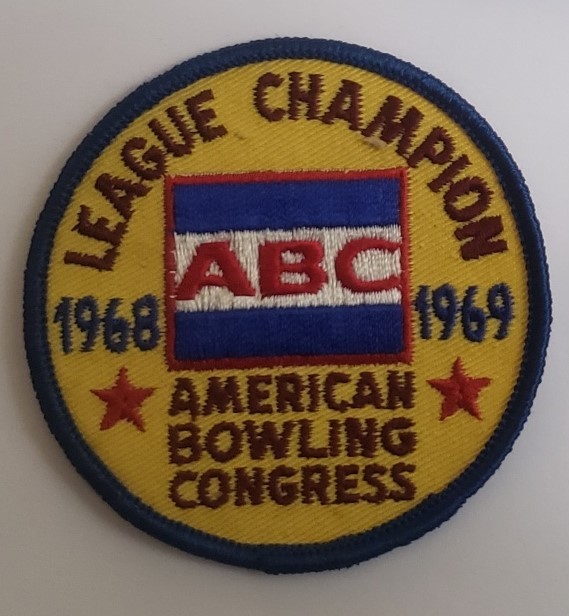 LEAGUE CHAMPION
ABC
1968 1969
AMERICAN
BOWLING
CONGRESS